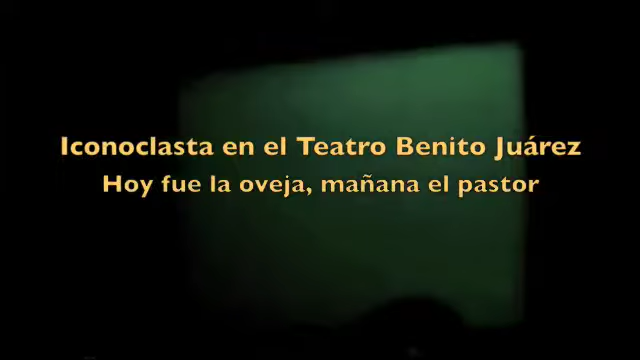 Iconoclasta en el Teatro Benito Juárez
Hoy fue la oveja, mañana el pastor